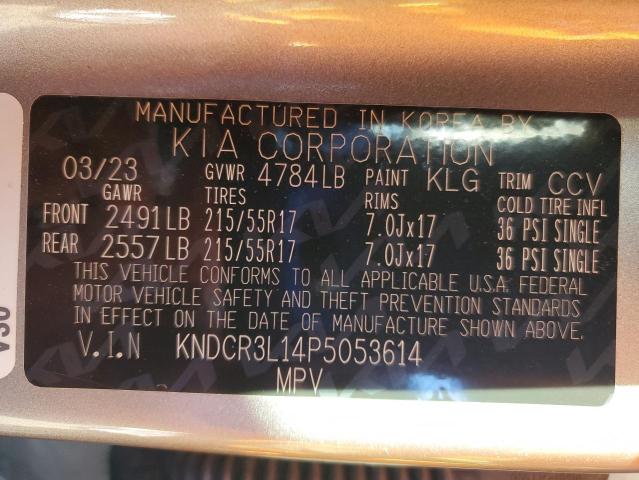 MANUFACTURED IN KOREA BY
KIA CORPORATION
03/23 GVWR 4784LB PAINT KLG TRIM CCV
GAWR TIRES RIMS COLD TIRE INFL
FRONT 2491LB 215/55R17 7.0Jx17 36 PSI SINGLE
REAR 2557LB 215/55R17 7.0Jx17 36 PSI SINGLE
THIS VEHICLE CONFORMS TO ALL APPLICABLE U.S.A. FEDERAL
MOTOR VEHICLE SAFETY AND THEFT PREVENTION STANDARDS
IN EFFECT ON THE DATE OF MANUFACTURE SHOWN ABOVE.
V.I.N KNDCR3L14P5053614
MPV